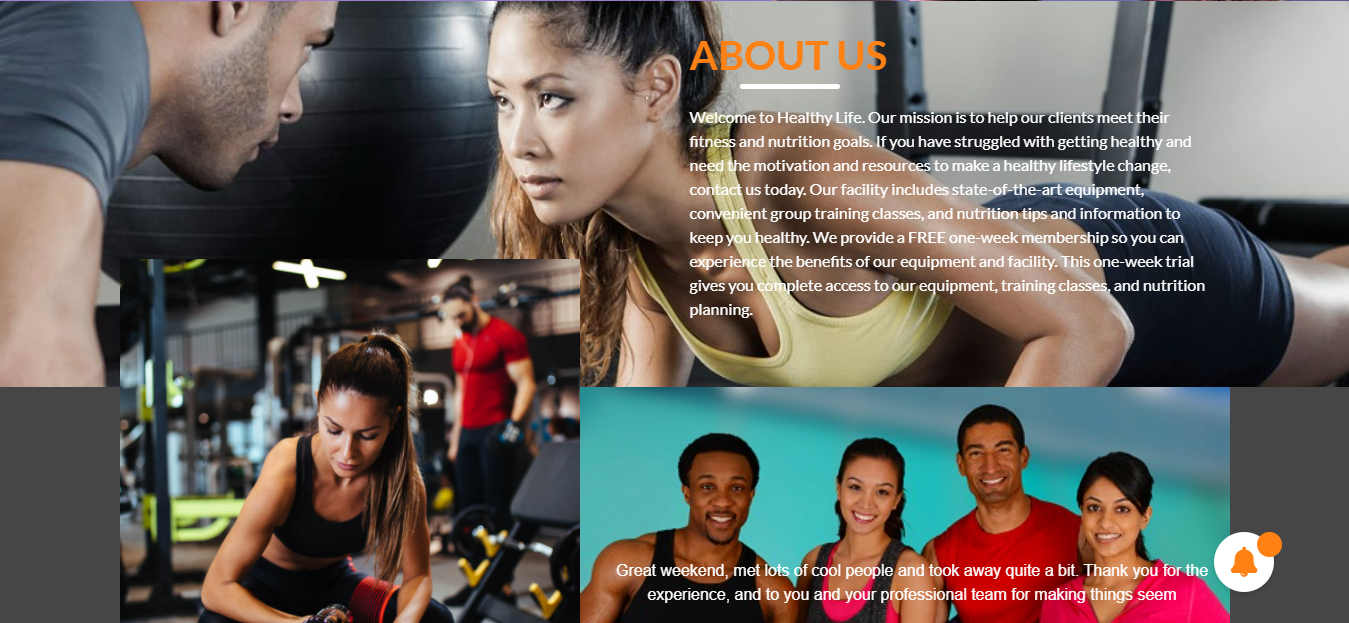 ABOUT US
Welcome to Healthy Life. Our mission is to help our clients meet their
fitness and nutrition goals. If you have struggled with getting healthy and
need the motivation and resources to make a healthy lifestyle change,
contact us today. Our facility includes state-of-the-art equipment,
convenient group training classes, and nutrition tips and information to
keep you healthy. We provide a FREE one-week membership so you can
experience the benefits of our equipment and facility. This one-week trial
gives you complete access to our equipment, training classes, and nutrition
planning.
Great weekend, met lots of cool people and took away quite a bit. Thank you for the
experience, and to you and your professional team for making things seem